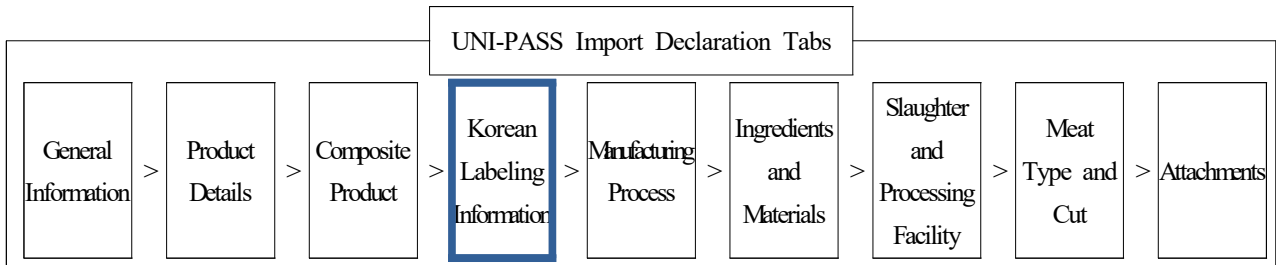 UNI-PASS Import Declaration Tabs
General
Information
>
Product
Details
>
Composite
Product
>
Korean
Labeling
Information
>
Manufacturing
Process
>
Ingredients
and
Materials
>
Slaughter
and
Processing
Facility
>
Meat
Type and
Cut
>
Attachments